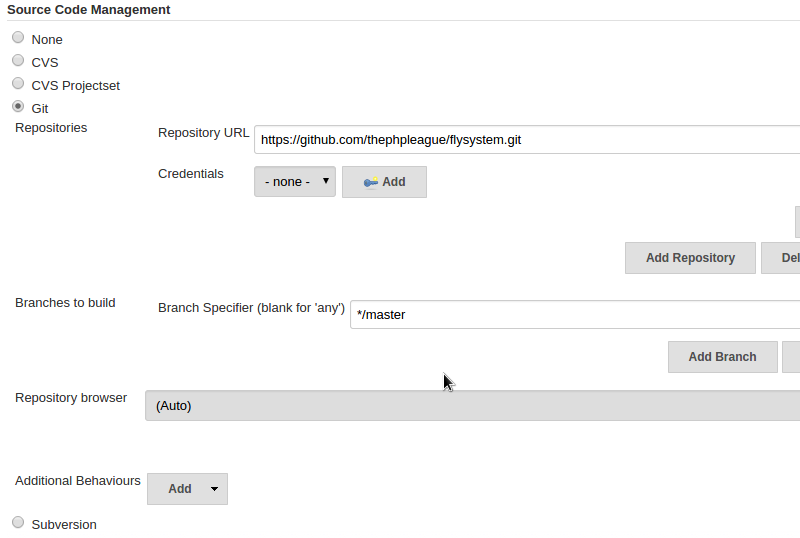 Source Code Management
None
CVS
CVS Projectset
Git
Repositories
Repository URL
https://github.com/thephpleague/flysystem.git
Credentials
- none -
Add
Add Repository
Del
Branches to build
Branch Specifier (blank for 'any')
*/master
Add Branch
Repository browser
(Auto)
Additional Behaviours
Add
Subversion